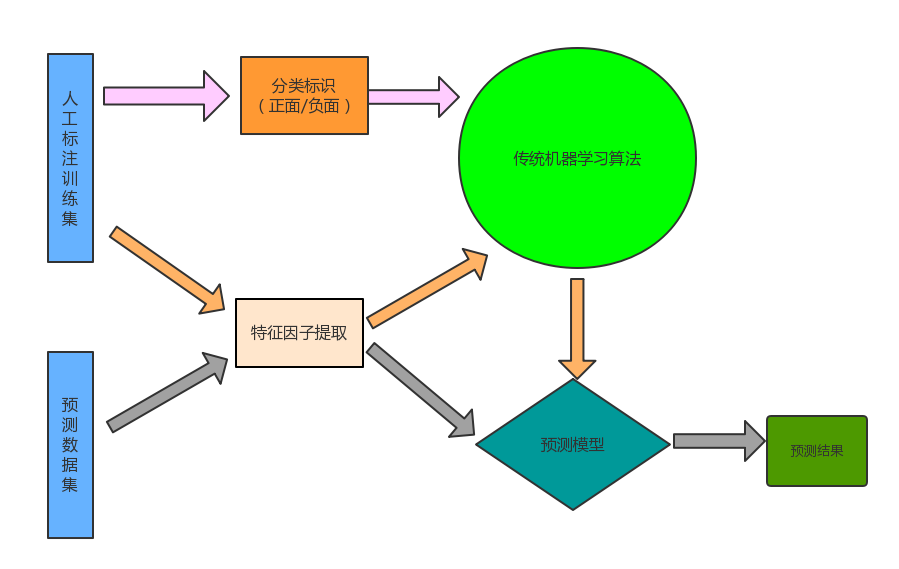 人工标注训练集
分类标识
（正面/负面）
传统机器学习算法
特征因子提取
预测数据集
预测模型
预测结果